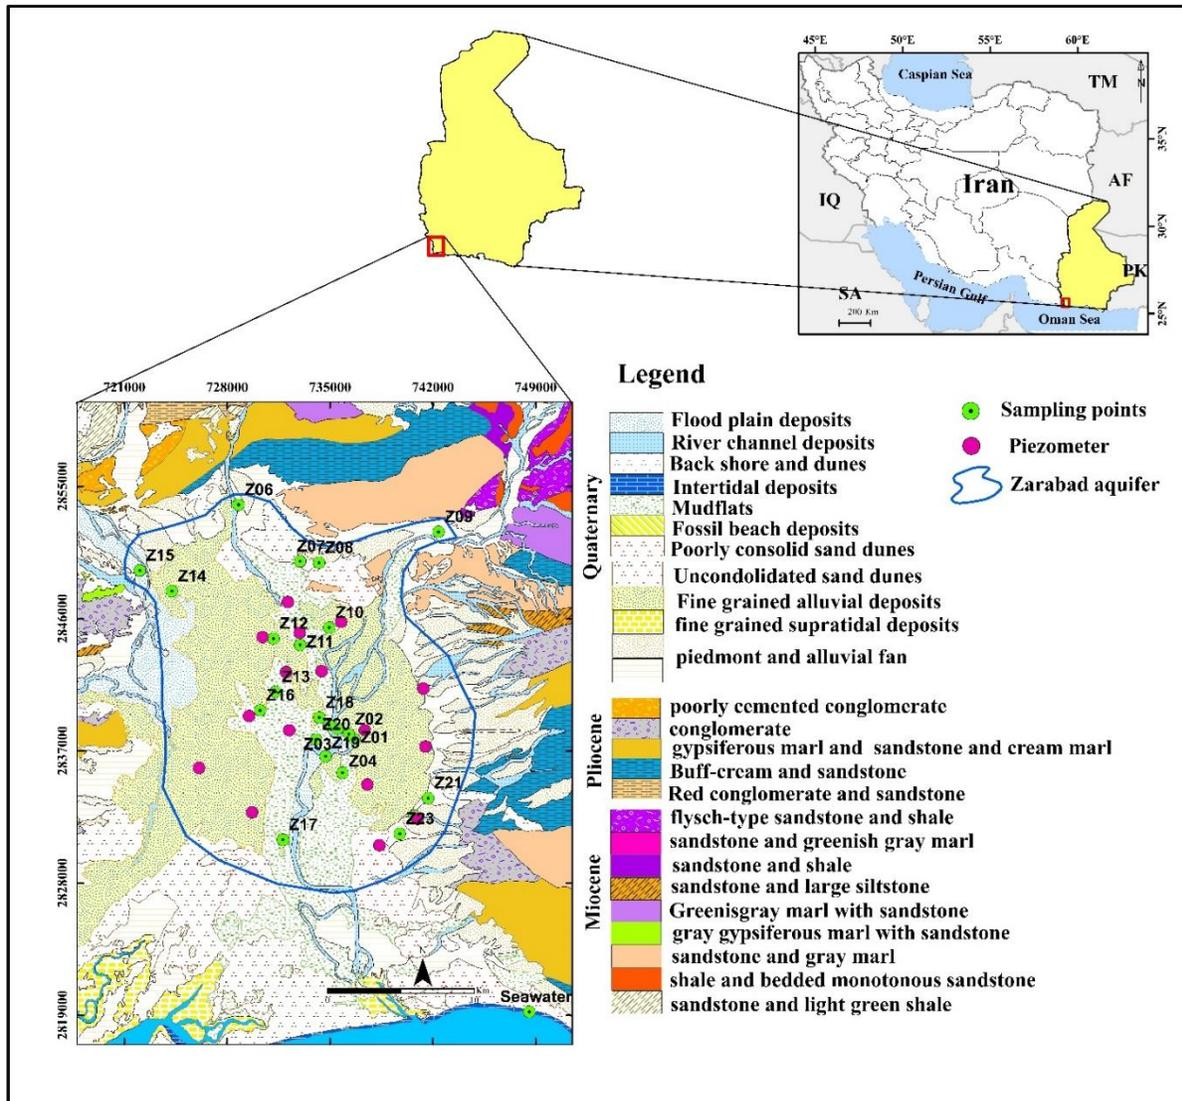 45°E 50°E 55°E 60°E
Caspian Sea
TM
N
35°N
Iran
AF
IQ
30°N
PK
Persian Gulf
SA
200 Km
Oman Sea
25°N
721000 728000 735000 742000 749000
Legend
2855000
2846000
2837000
2828000
2819000
Z06
Z09
Z07 Z08
Z15
Z14
Z10
Z12
Z11
Z13
Z16
Z18
Z20 Z02
Z03 Z19 Z01
Z04
Z21
Z23
Z17
N
0 10
Km
Seawater
Quaternary
Flood plain deposits
River channel deposits
Back shore and dunes
Intertidal deposits
Mudflats
Fossil beach deposits
Poorly consolid sand dunes
Uncondolidated sand dunes
Fine grained alluvial deposits
fine grained supratidal deposits
piedmont and alluvial fan
Pliocene
poorly cemented conglomerate
conglomerate
gypsiferous marl and sandstone and cream marl
Buff-cream and sandstone
Red conglomerate and sandstone
Miocene
flysch-type sandstone and shale
sandstone and greenish gray marl
sandstone and shale
sandstone and large siltstone
Greenisgray marl with sandstone
gray gypsiferous marl with sandstone
sandstone and gray marl
shale and bedded monotonous sandstone
sandstone and light green shale
Sampling points
Piezometer
Zarabad aquifer